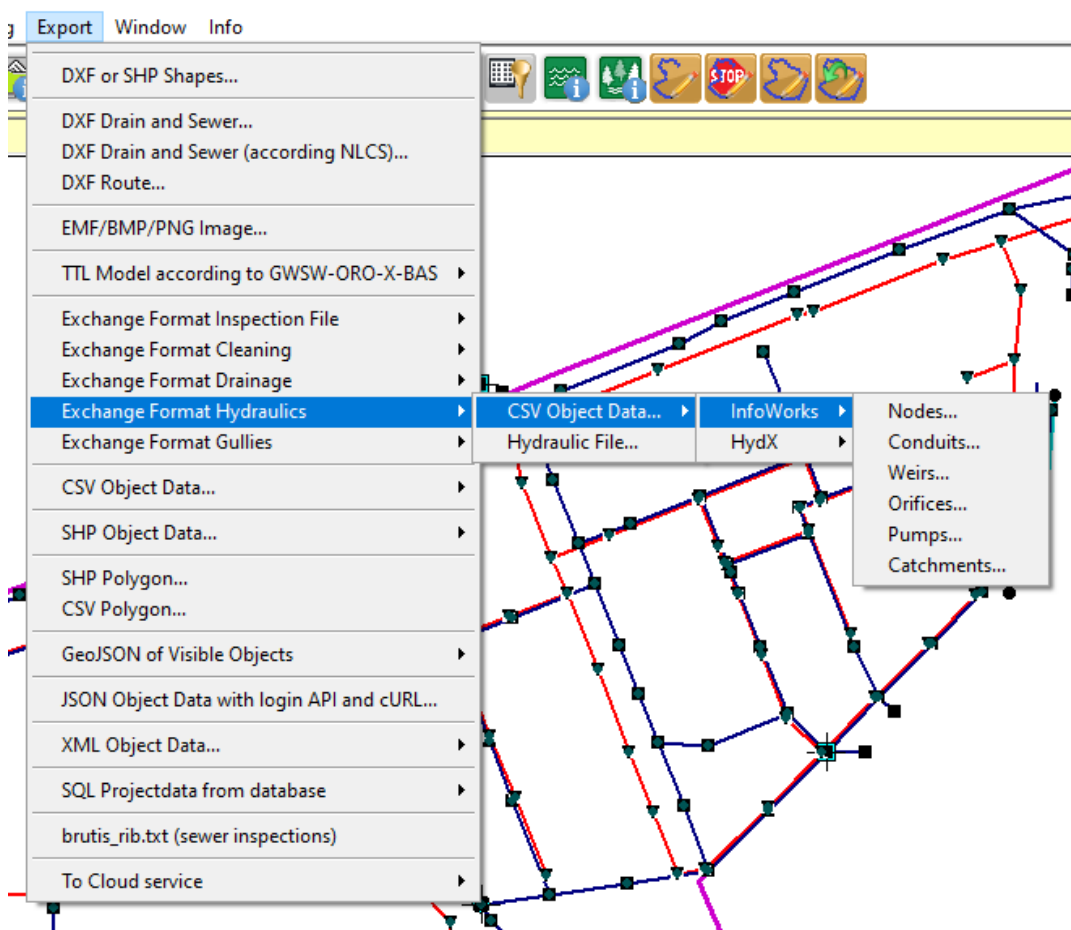 Export Window Info
STOP
DXF or SHP Shapes...
DXF Drain and Sewer...
DXF Drain and Sewer (according NLCS)...
DXF Route...
EMF/BMP/PNG Image...
TTL Model according to GWSW-ORO-X-BAS
Exchange Format Inspection File
Exchange Format Cleaning
Exchange Format Drainage
Exchange Format Hydraulics
Exchange Format Gullies
CSV Object Data...
SHP Object Data...
SHP Polygon...
CSV Polygon...
GeoJSON of Visible Objects
JSON Object Data with login API and cURL...
XML Object Data...
SQL Projectdata from database
brutis_rib.txt (sewer inspections)
To Cloud service
CSV Object Data...
Hydraulic File...
InfoWorks
HydX
Nodes...
Conduits...
Weirs...
Orifices...
Pumps...
Catchments...